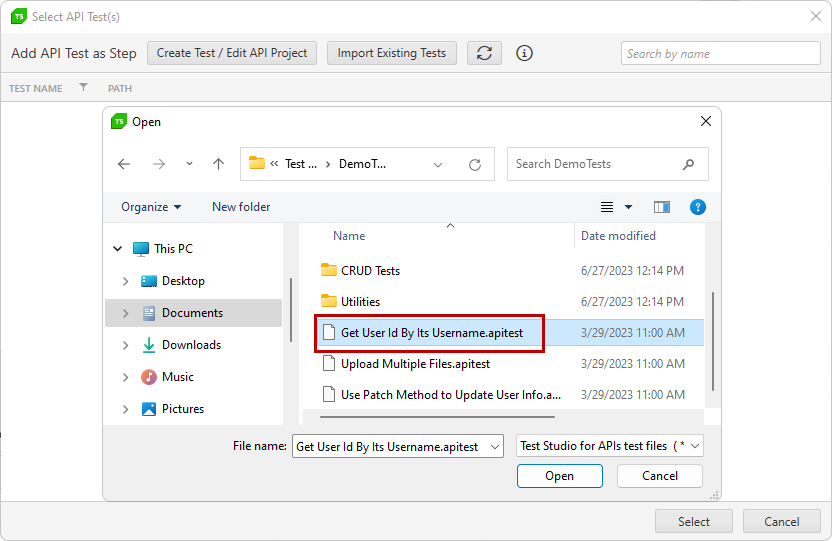 TS Select API Test(s)
Add API Test as Step Create Test / Edit API Project Import Existing Tests Search by name
TEST NAME PATH
TS Open
« Test ... › DemoT... Search DemoTests
Organize New folder ?
Name Date modified
This PC
Desktop
Documents
Downloads
Music
Pictures
CRUD Tests 6/27/2023 12:14 PM
Utilities 6/27/2023 12:14 PM
Get User Id By Its Username.apitest 3/29/2023 11:00 AM
Upload Multiple Files.apitest 3/29/2023 11:00 AM
Use Patch Method to Update User Info.a... 3/29/2023 11:00 AM
File name: Get User Id By Its Username.apitest Test Studio for APIs test files (*
Open Cancel
Select Cancel